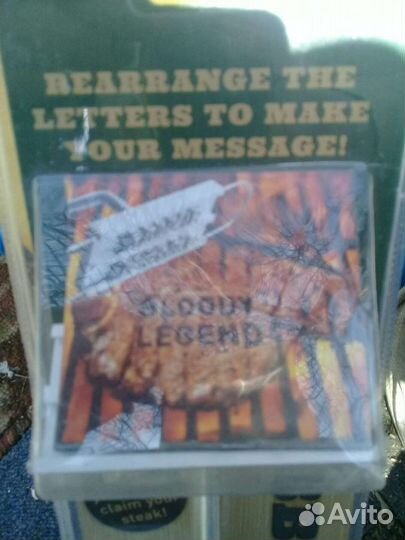 REARRANGE THE
LETTERS TO MAKE
YOUR MESSAGE!
BLOODY
LEGEND
claim your
steak!
Avito